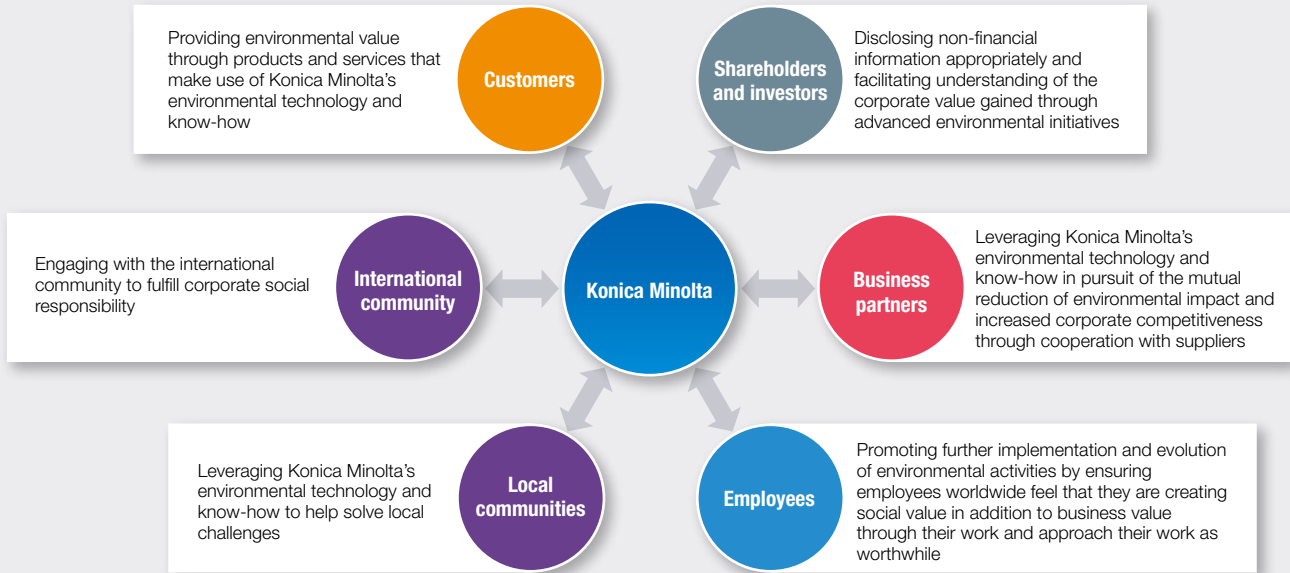 Providing environmental value
through products and services that
make use of Konica Minolta's
environmental technology and
know-how
Customers
Shareholders
and investors
Disclosing non-financial
information appropriately and
facilitating understanding of the
corporate value gained through
advanced environmental initiatives
Engaging with the international
community to fulfill corporate social
responsibility
International
community
Konica Minolta
Business
partners
Leveraging Konica Minolta's
environmental technology and
know-how in pursuit of the mutual
reduction of environmental impact and
increased corporate competitiveness
through cooperation with suppliers
Leveraging Konica Minolta's
environmental technology and
know-how to help solve local
challenges
Local
communities
Employees
Promoting further implementation and evolution
of environmental activities by ensuring
employees worldwide feel that they are creating
social value in addition to business value
through their work and approach their work as
worthwhile